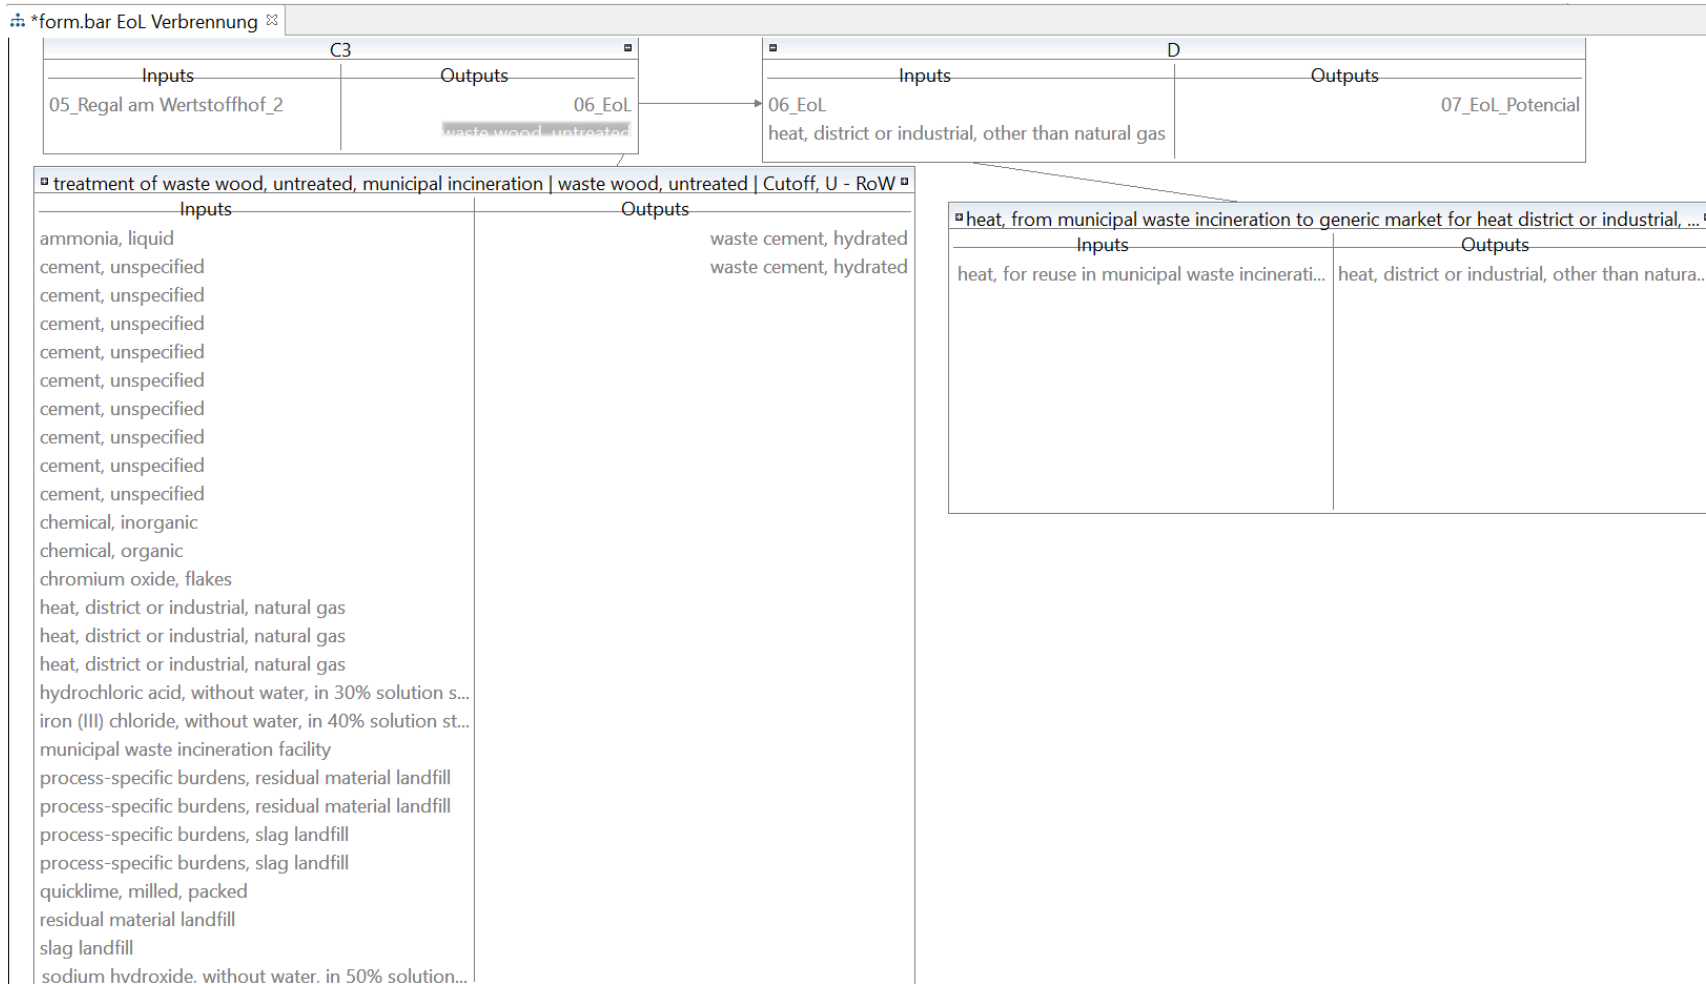 *form.bar EoL Verbrennung
C3
Inputs
Outputs
05_Regal am Wertstoffhof_2
06_EoL
waste wood, untreated
D
Inputs
Outputs
06_EoL
07_EoL_Potencial
heat, district or industrial, other than natural gas
treatment of waste wood, untreated, municipal incineration | waste wood, untreated | Cutoff, U - RoW
Inputs
Outputs
ammonia, liquid
waste cement, hydrated
cement, unspecified
waste cement, hydrated
cement, unspecified
cement, unspecified
cement, unspecified
cement, unspecified
cement, unspecified
cement, unspecified
cement, unspecified
cement, unspecified
chemical, inorganic
chemical, organic
chromium oxide, flakes
heat, district or industrial, natural gas
heat, district or industrial, natural gas
heat, district or industrial, natural gas
hydrochloric acid, without water, in 30% solution s...
iron (III) chloride, without water, in 40% solution st...
municipal waste incineration facility
process-specific burdens, residual material landfill
process-specific burdens, residual material landfill
process-specific burdens, slag landfill
process-specific burdens, slag landfill
quicklime, milled, packed
residual material landfill
slag landfill
sodium hydroxide, without water, in 50% solution...
heat, from municipal waste incineration to generic market for heat district or industrial, ...
Inputs
Outputs
heat, for reuse in municipal waste incinerati...
heat, district or industrial, other than natura...